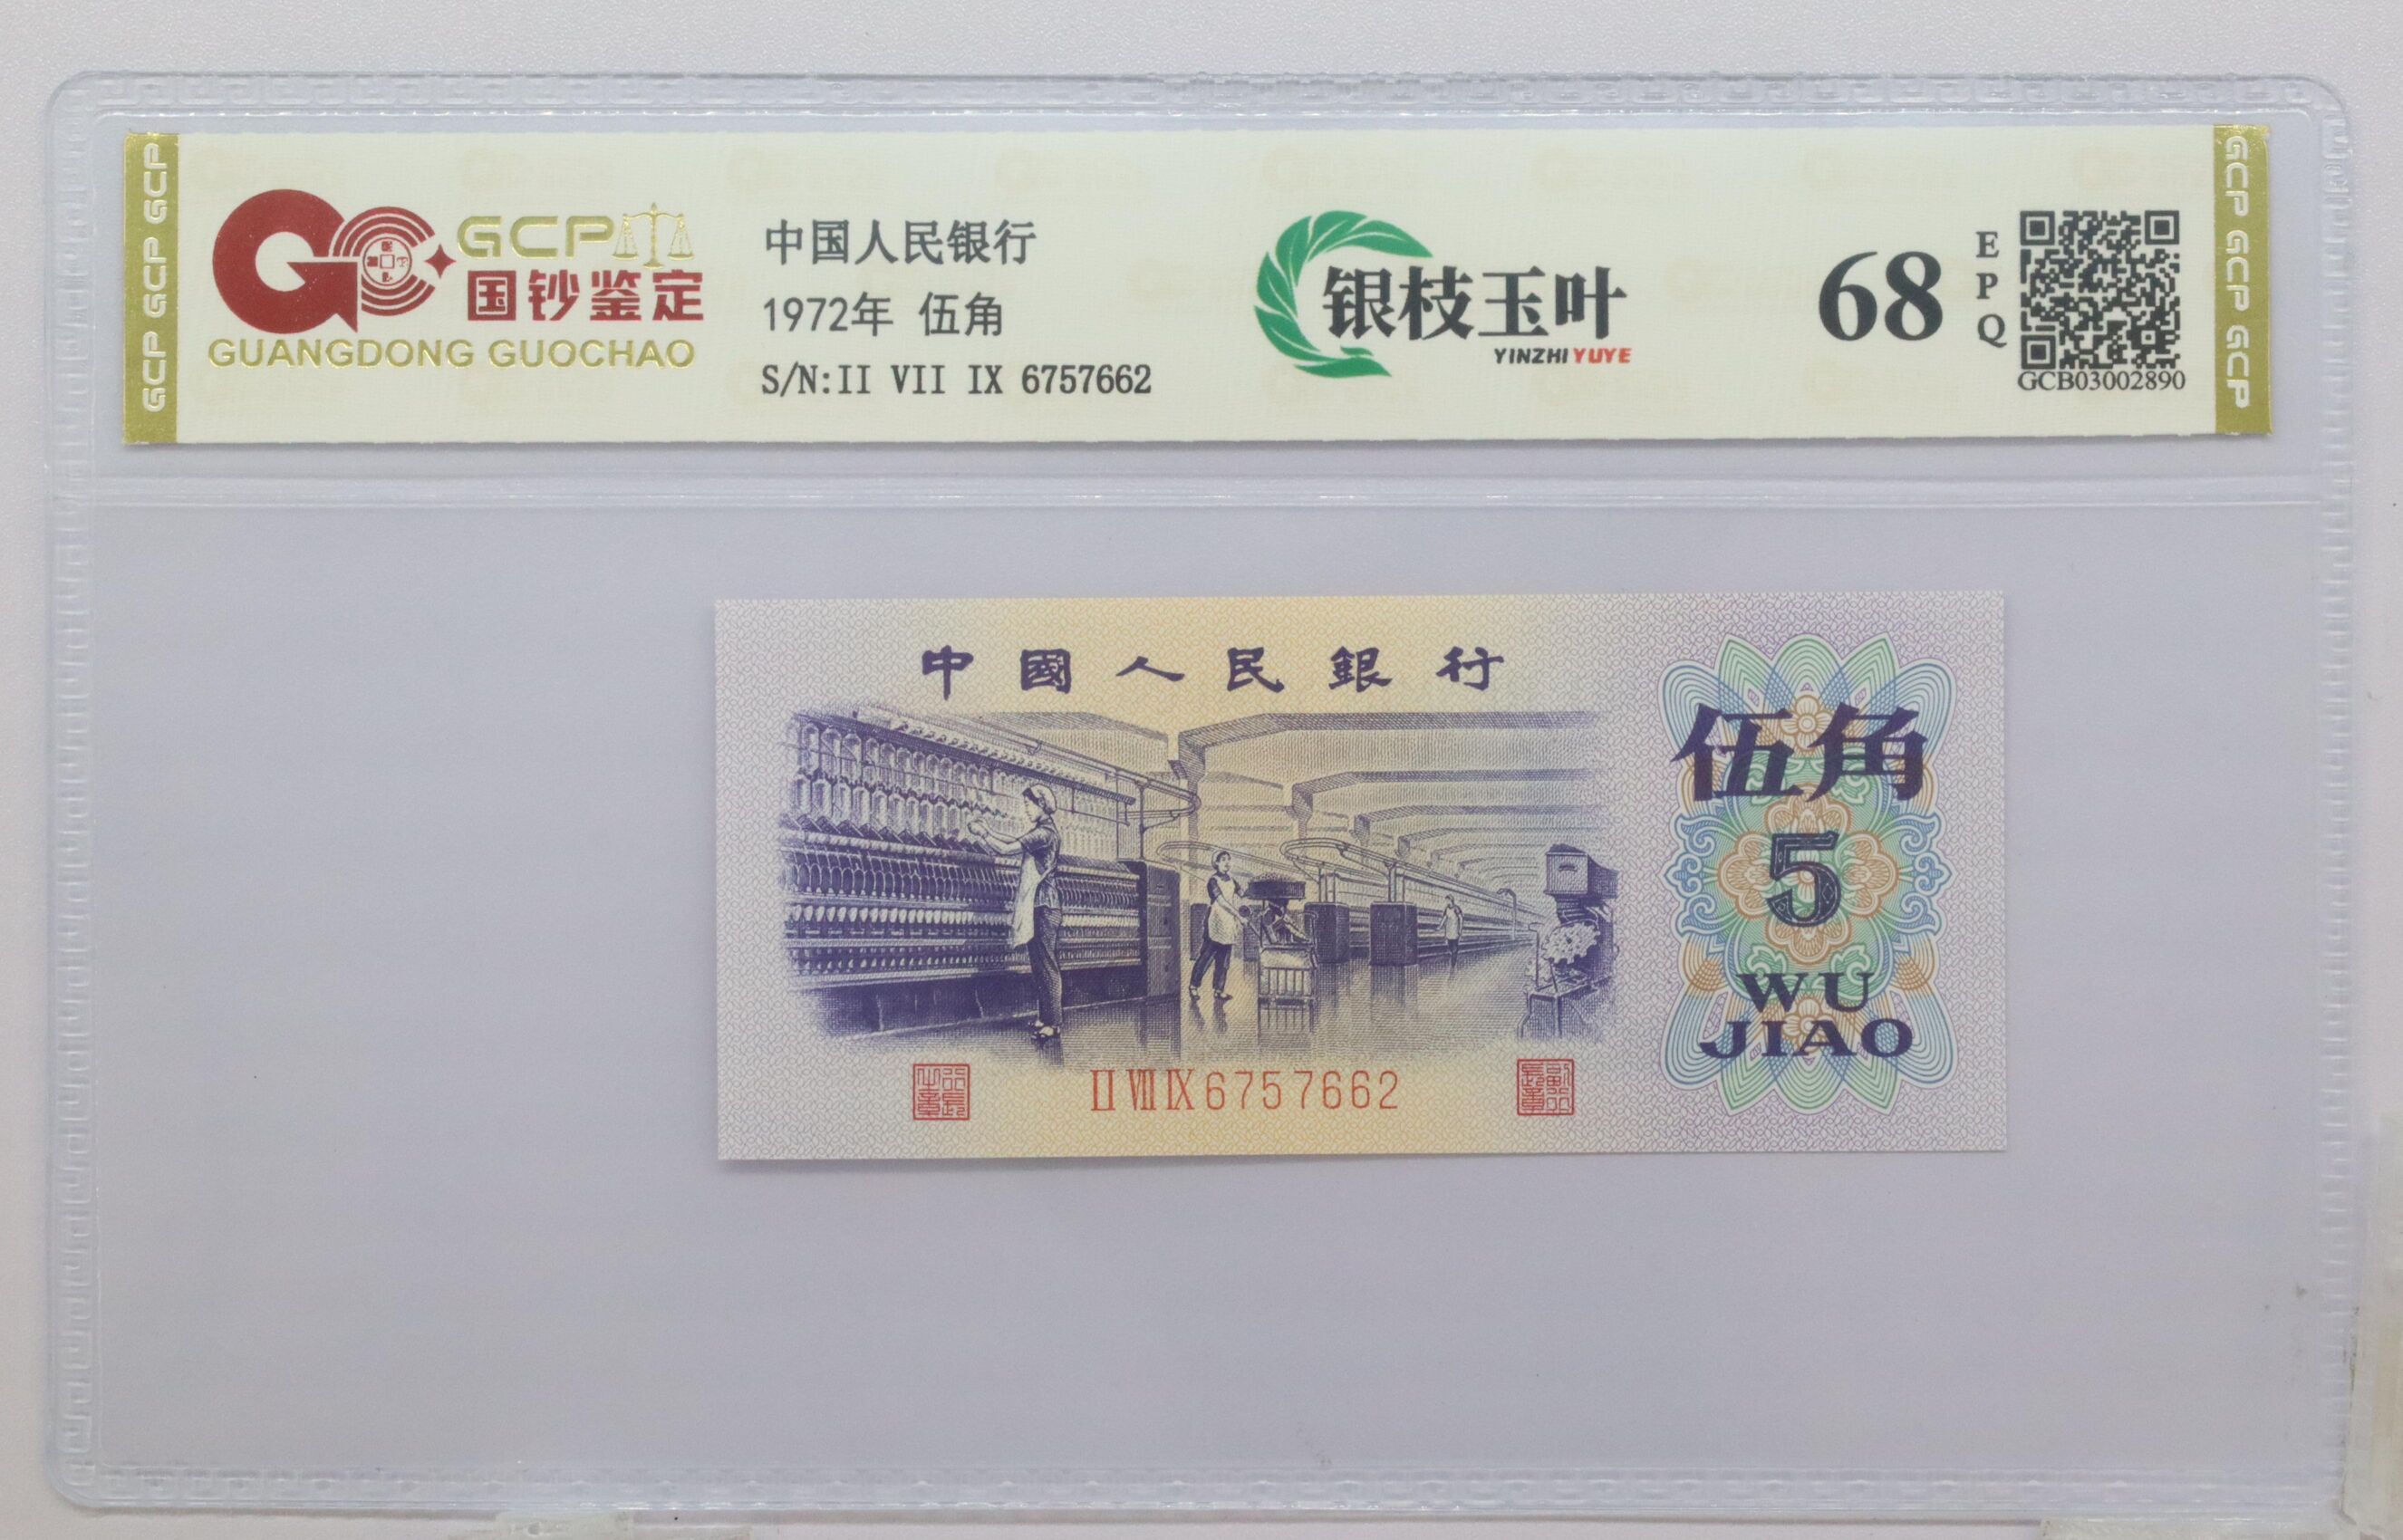 GCP GCP GCP
GCP
国钞鉴定
GUANGDONG GUOCHAO
中国人民银行
1972年 伍角
S/N:II VII IX 6757662
银枝玉叶
YINZHI YUYE
68
EPQ
GCB03002890
GCP GCP GCP
中國人民銀行
伍角
5
WU
JIAO
II VII IX 6757662